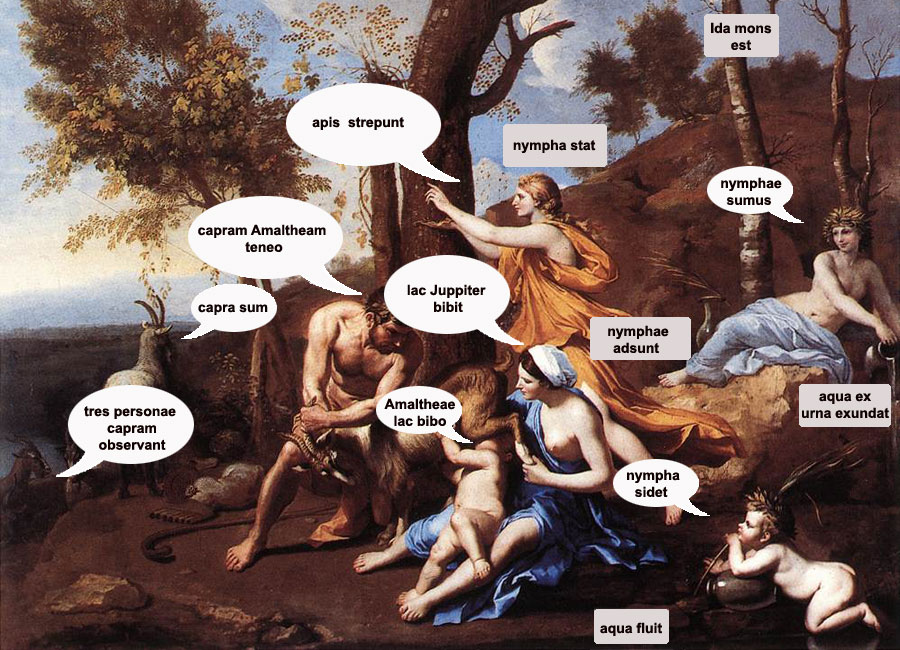 Ida mons
est
apis strepunt
nympha stat
nymphae
sumus
capram Amaltheam
teneo
lac Juppiter
bibit
capra sum
nymphae
adsunt
tres personae
capram
observant
Amaltheae
lac bibo
aqua ex
urna exundat
nympha
sidet
aqua fluit